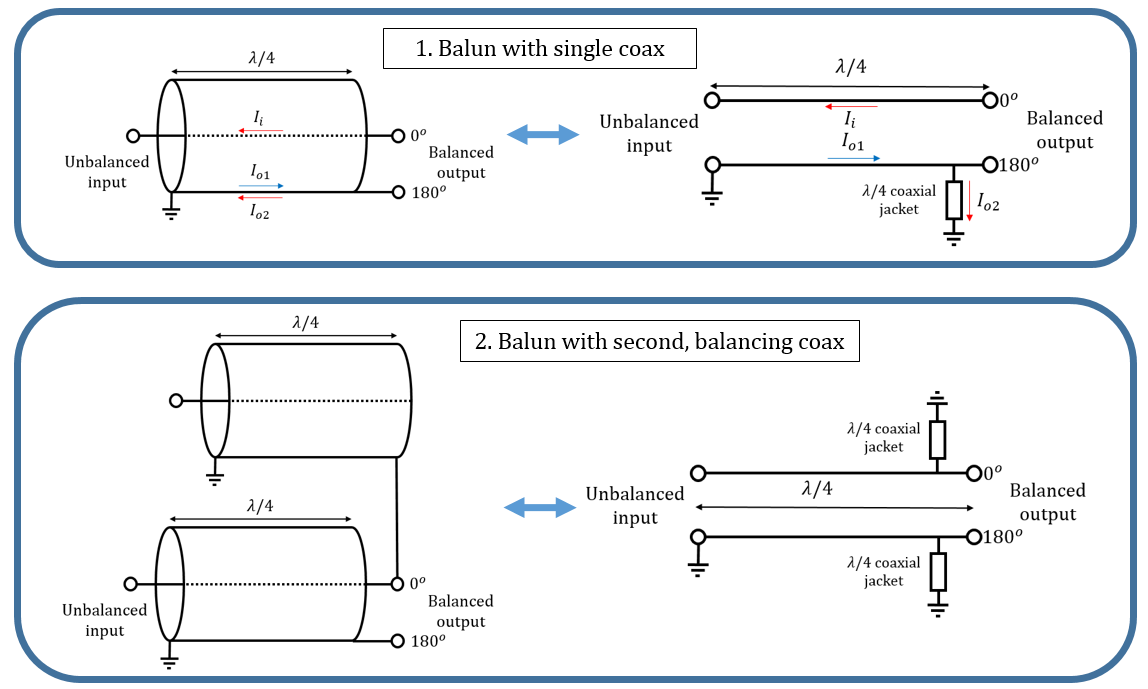 1. Balun with single coax
λ/4
I_i
Unbalanced
input
0°
Balanced
output
I_o1
180°
I_o2
λ/4
0°
I_i
Unbalanced
input
Balanced
output
I_o1
180°
λ/4 coaxial
jacket
I_o2
2. Balun with second, balancing coax
λ/4
λ/4
0°
Unbalanced
input
Balanced
output
180°
λ/4 coaxial
jacket
0°
Unbalanced
input
λ/4
Balanced
output
180°
λ/4 coaxial
jacket